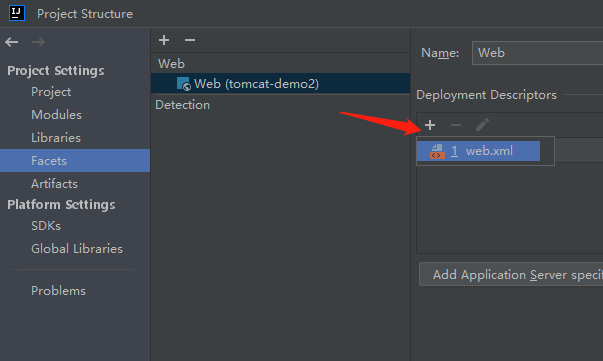 Project Structure
Project Settings
Project
Modules
Libraries
Facets
Artifacts
Platform Settings
SDKs
Global Libraries
Problems
Web
Web (tomcat-demo2)
Detection
Name: Web
Deployment Descriptors
1 web.xml
Add Application Server specif